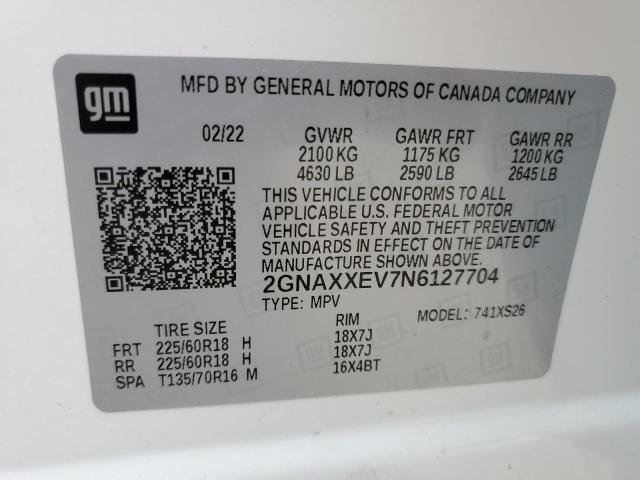 gm
MFD BY GENERAL MOTORS OF CANADA COMPANY
02/22 GVWR GAWR FRT GAWR RR
2100 KG 1175 KG 1200 KG
4630 LB 2590 LB 2645 LB
THIS VEHICLE CONFORMS TO ALL
APPLICABLE U.S. FEDERAL MOTOR
VEHICLE SAFETY AND THEFT PREVENTION
STANDARDS IN EFFECT ON THE DATE OF
MANUFACTURE SHOWN ABOVE.
2GNAXXEV7N6127704
TYPE: MPV MODEL: 741XS26
TIRE SIZE RIM
FRT 225/60R18 H 18X7J
RR 225/60R18 H 18X7J
SPA T135/70R16 M 16X4BT